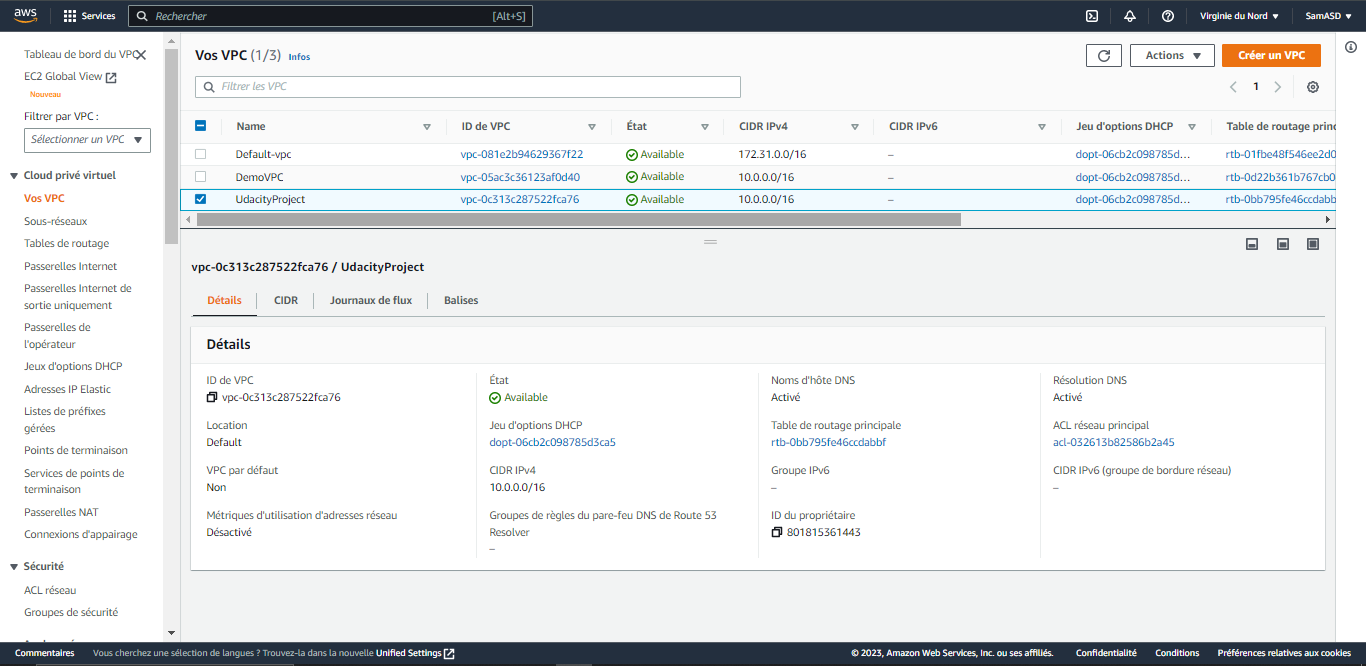 aws Services Rechercher [Alt+S] Virginie du Nord SamASD
Tableau de bord du VPC
EC2 Global View
Nouveau
Filtrer par VPC :
Sélectionner un VPC
Cloud privé virtuel
Vos VPC
Sous-réseaux
Tables de routage
Passerelles Internet
Passerelles Internet de
sortie uniquement
Passerelles de
l'opérateur
Jeux d'options DHCP
Adresses IP Elastic
Listes de préfixes
gérées
Points de terminaison
Services de points de
terminaison
Passerelles NAT
Connexions d'appairage
Sécurité
ACL réseau
Groupes de sécurité
Vos VPC (1/3) Infos
Actions Créer un VPC
Filtrer les VPC
1
Name ID de VPC État CIDR IPv4 CIDR IPv6 Jeu d'options DHCP Table de routage princ
Default-vpc vpc-081e2b94629367f22 Available 172.31.0.0/16 – dopt-06cb2c098785d... rtb-01fbe48f546ee2d0
DemoVPC vpc-05ac3c36123af0d40 Available 10.0.0.0/16 – dopt-06cb2c098785d... rtb-0d22b361b767cb0
UdacityProject vpc-0c313c287522fca76 Available 10.0.0.0/16 – dopt-06cb2c098785d... rtb-0bb795fe46ccdabb
vpc-0c313c287522fca76 / UdacityProject
Détails CIDR Journaux de flux Balises
Détails
ID de VPC
vpc-0c313c287522fca76
État
Available
Noms d'hôte DNS
Activé
Résolution DNS
Activé
Location
Default
Jeu d'options DHCP
dopt-06cb2c098785d3ca5
Table de routage principale
rtb-0bb795fe46ccdabbf
ACL réseau principal
acl-032613b82586b2a45
VPC par défaut
Non
CIDR IPv4
10.0.0.0/16
Groupe IPv6
–
CIDR IPv6 (groupe de bordure réseau)
–
Métriques d'utilisation d'adresses réseau
Désactivé
Groupes de règles du pare-feu DNS de Route 53
Resolver
–
ID du propriétaire
801815361443
Commentaires Vous cherchez une sélection de langues ? Trouvez-la dans la nouvelle Unified Settings © 2023, Amazon Web Services, Inc. ou ses affiliés. Confidentialité Conditions Préférences relatives aux cookies